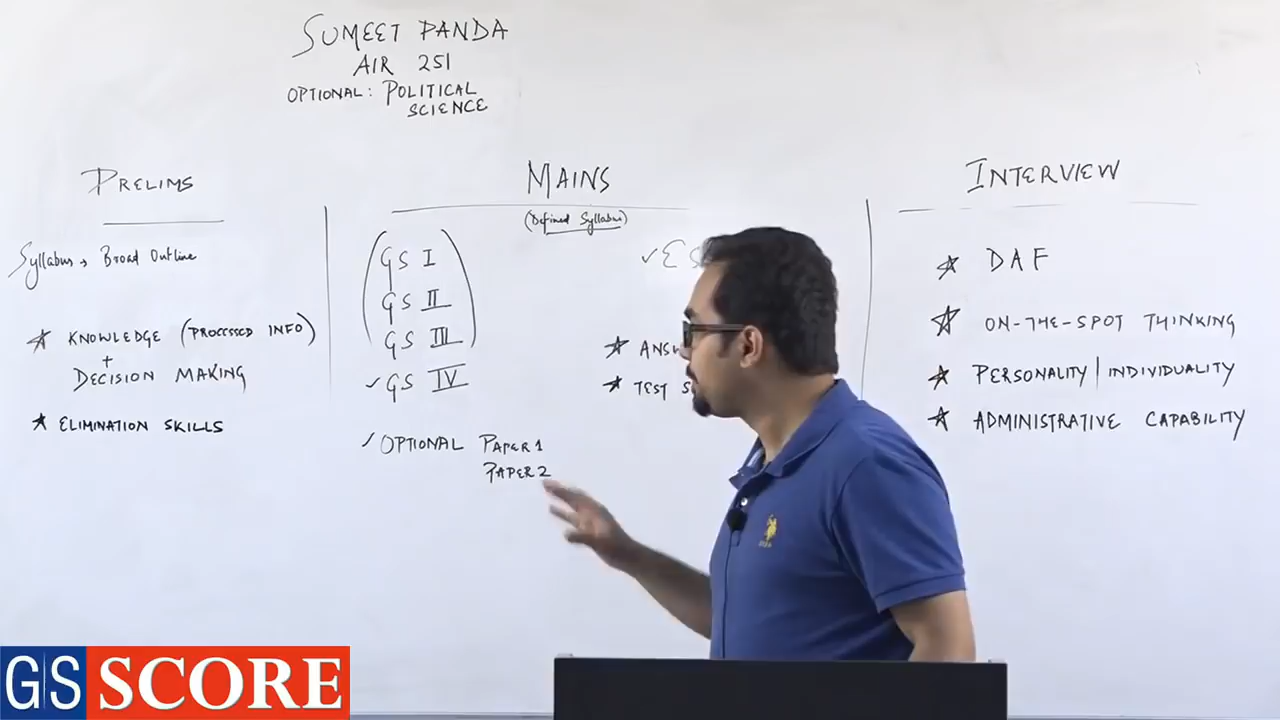 SUMEET PANDA
AIR 251
OPTIONAL: POLITICAL
SCIENCE
PRELIMS
Syllabus → Broad Outline
KNOWLEDGE (PROCESSED INFO)
+
DECISION MAKING
ELIMINATION SKILLS
MAINS
(Defined Syllabus)
GS I
GS II
GS III
GS IV
OPTIONAL PAPER 1
PAPER 2
TEST
INTERVIEW
DAF
ON-THE-SPOT THINKING
PERSONALITY | INDIVIDUALITY
ADMINISTRATIVE CAPABILITY
GS SCORE